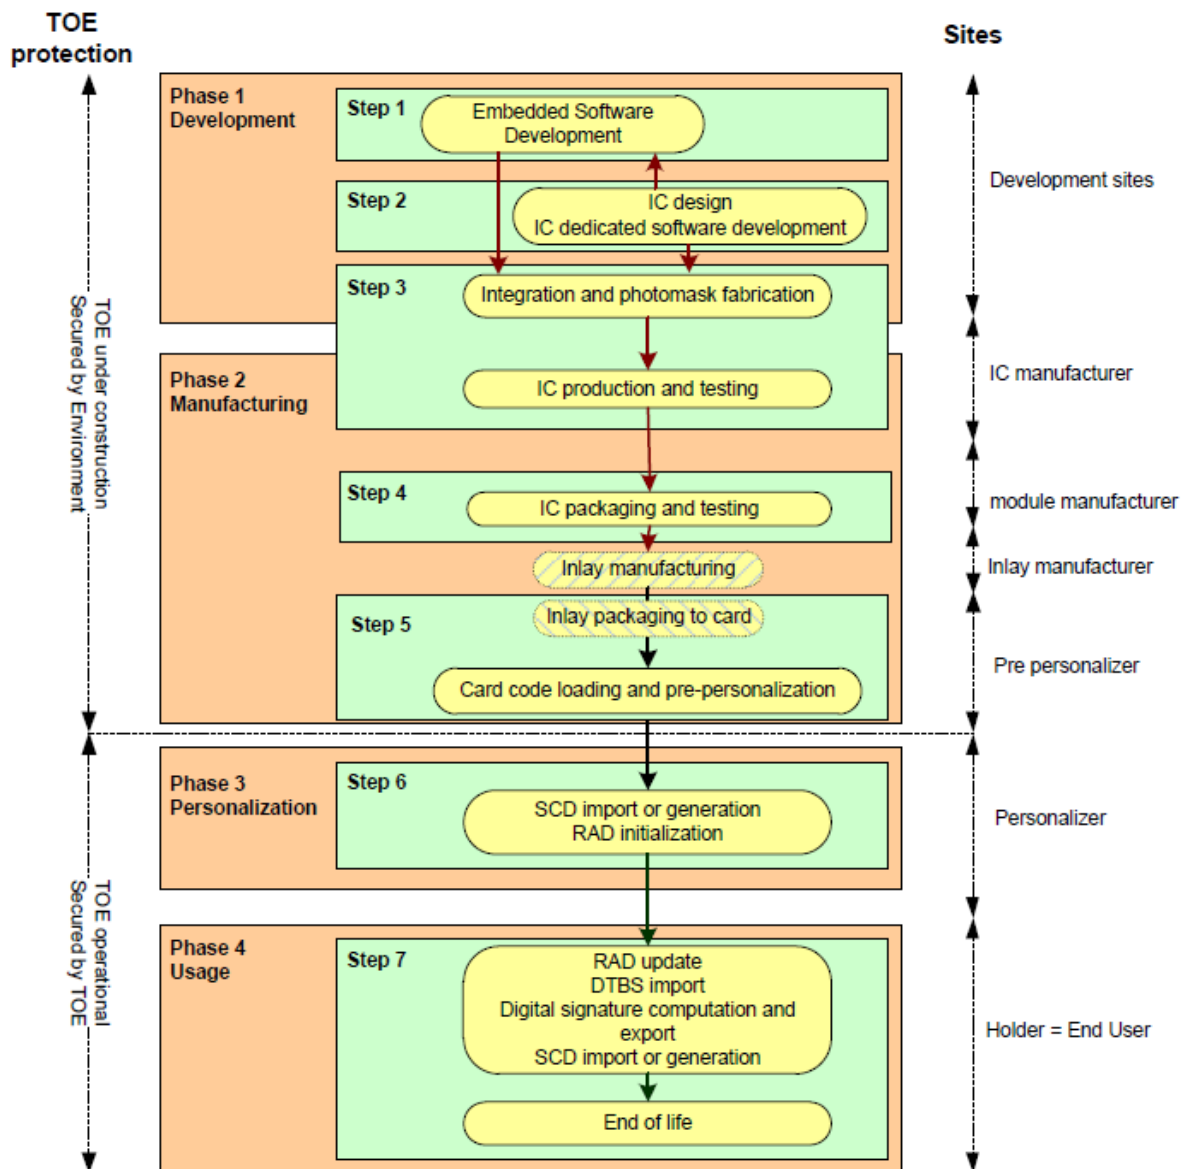 TOE
protection
Sites
Phase 1
Development
Step 1
Embedded Software
Development
Development sites
Step 2
IC design
IC dedicated software development
Step 3
Integration and photomask fabrication
TOE under construction
Secured by Environment
Phase 2
Manufacturing
IC production and testing
IC manufacturer
Step 4
IC packaging and testing
module manufacturer
Inlay manufacturing
Inlay manufacturer
Step 5
Inlay packaging to card
Card code loading and pre-personalization
Pre personalizer
Phase 3
Personalization
Step 6
SCD import or generation
RAD initialization
Personalizer
TOE operational
Secured by TOE
Phase 4
Usage
Step 7
RAD update
DTBS import
Digital signature computation and
export
SCD import or generation
Holder = End User
End of life